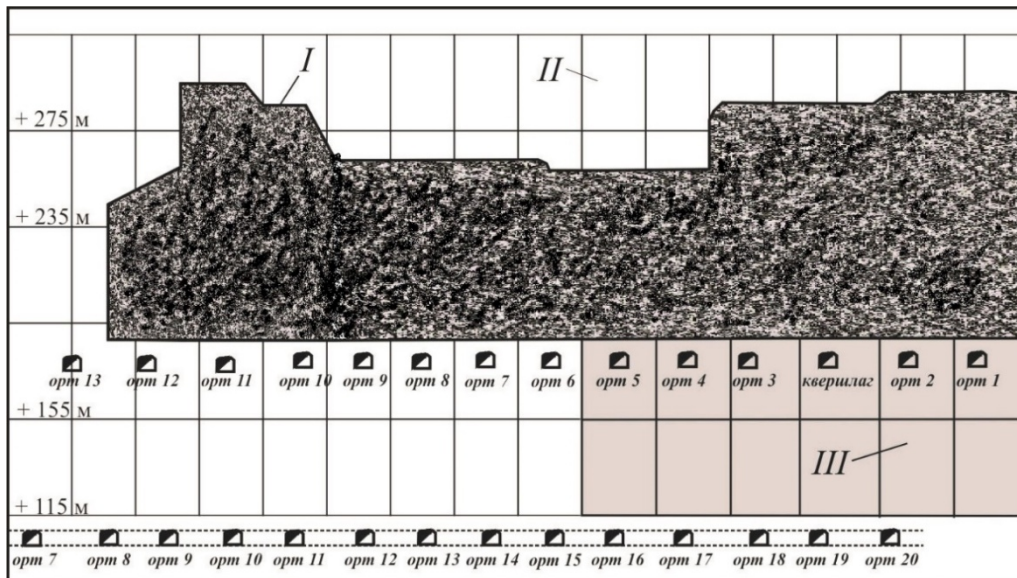 I
II
+ 275 м
+ 235 м
орт 13 орт 12 орт 11 орт 10 орт 9 орт 8 орт 7 орт 6 орт 5 орт 4 орт 3 квершлаг орт 2 орт 1
+ 155 м
III
+ 115 м
орт 7 орт 8 орт 9 орт 10 орт 11 орт 12 орт 13 орт 14 орт 15 орт 16 орт 17 орт 18 орт 19 орт 20